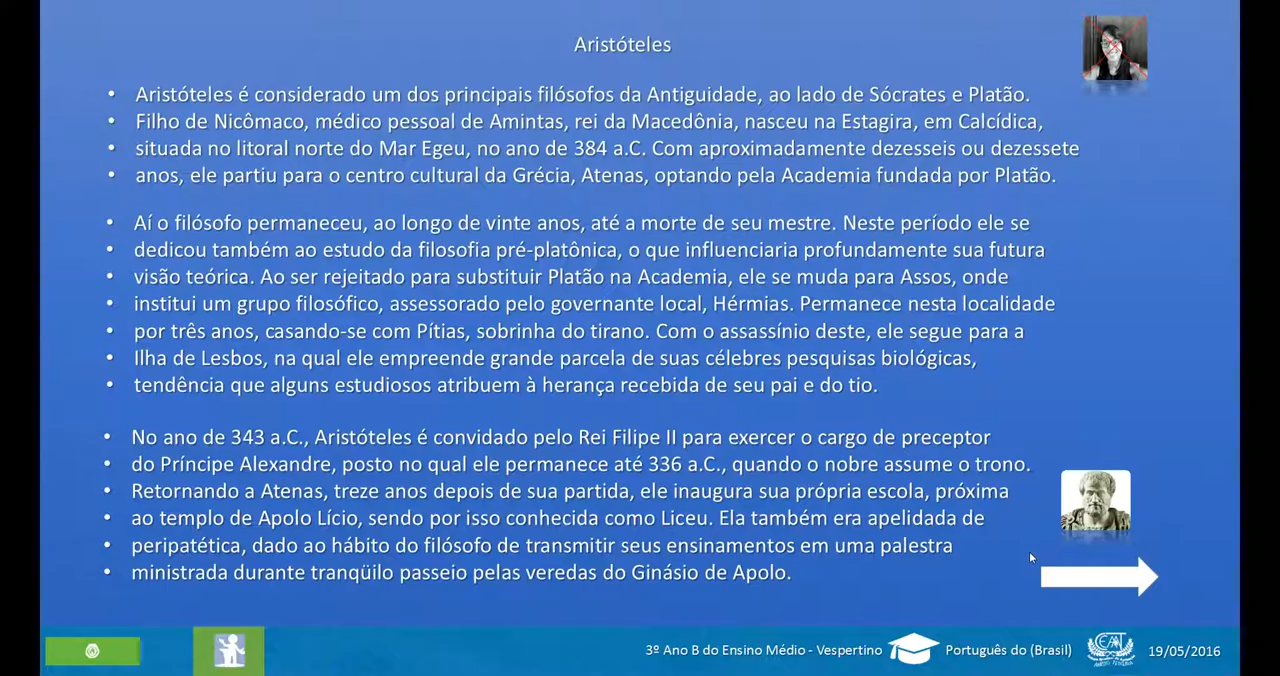 Aristóteles
• Aristóteles é considerado um dos principais filósofos da Antiguidade, ao lado de Sócrates e Platão.
• Filho de Nicômaco, médico pessoal de Amintas, rei da Macedônia, nasceu na Estagira, em Calcídica,
• situada no litoral norte do Mar Egeu, no ano de 384 a.C. Com aproximadamente dezesseis ou dezessete
• anos, ele partiu para o centro cultural da Grécia, Atenas, optando pela Academia fundada por Platão.
• Aí o filósofo permaneceu, ao longo de vinte anos, até a morte de seu mestre. Neste período ele se
• dedicou também ao estudo da filosofia pré-platônica, o que influenciaria profundamente sua futura
• visão teórica. Ao ser rejeitado para substituir Platão na Academia, ele se muda para Assos, onde
• institui um grupo filosófico, assessorado pelo governante local, Hérmias. Permanece nesta localidade
• por três anos, casando-se com Pítias, sobrinha do tirano. Com o assassínio deste, ele segue para a
• Ilha de Lesbos, na qual ele empreende grande parcela de suas célebres pesquisas biológicas,
• tendência que alguns estudiosos atribuem à herança recebida de seu pai e do tio.
• No ano de 343 a.C., Aristóteles é convidado pelo Rei Filipe II para exercer o cargo de preceptor
• do Príncipe Alexandre, posto no qual ele permanece até 336 a.C., quando o nobre assume o trono.
• Retornando a Atenas, treze anos depois de sua partida, ele inaugura sua própria escola, próxima
• ao templo de Apolo Lício, sendo por isso conhecida como Liceu. Ela também era apelidada de
• peripatética, dado ao hábito do filósofo de transmitir seus ensinamentos em uma palestra
• ministrada durante tranqüilo passeio pelas veredas do Ginásio de Apolo.
3º Ano B do Ensino Médio - Vespertino Português do (Brasil) 19/05/2016